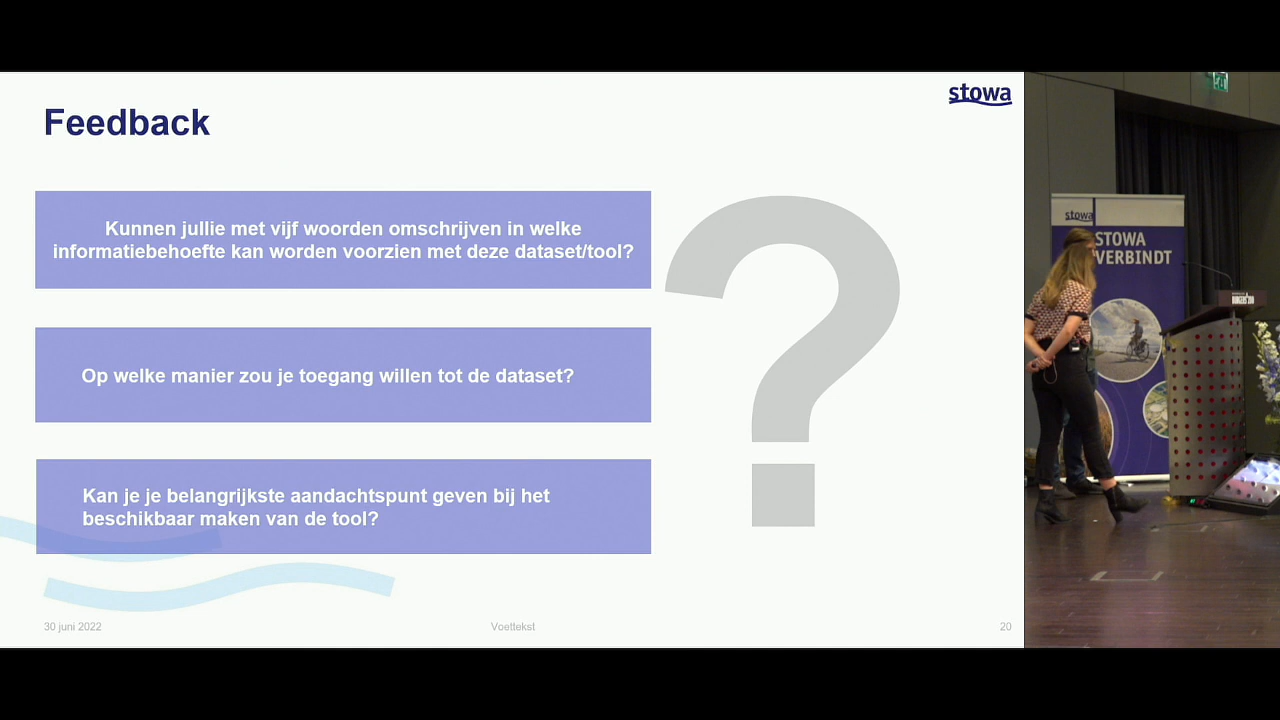 stowa
Feedback
Kunnen jullie met vijf woorden omschrijven in welke
informatiebehoefte kan worden voorzien met deze dataset/tool?
Op welke manier zou je toegang willen tot de dataset?
Kan je je belangrijkste aandachtspunt geven bij het
beschikbaar maken van de tool?
?
30 juni 2022
Voettekst
20
stowa
STOWA
VERBINDT